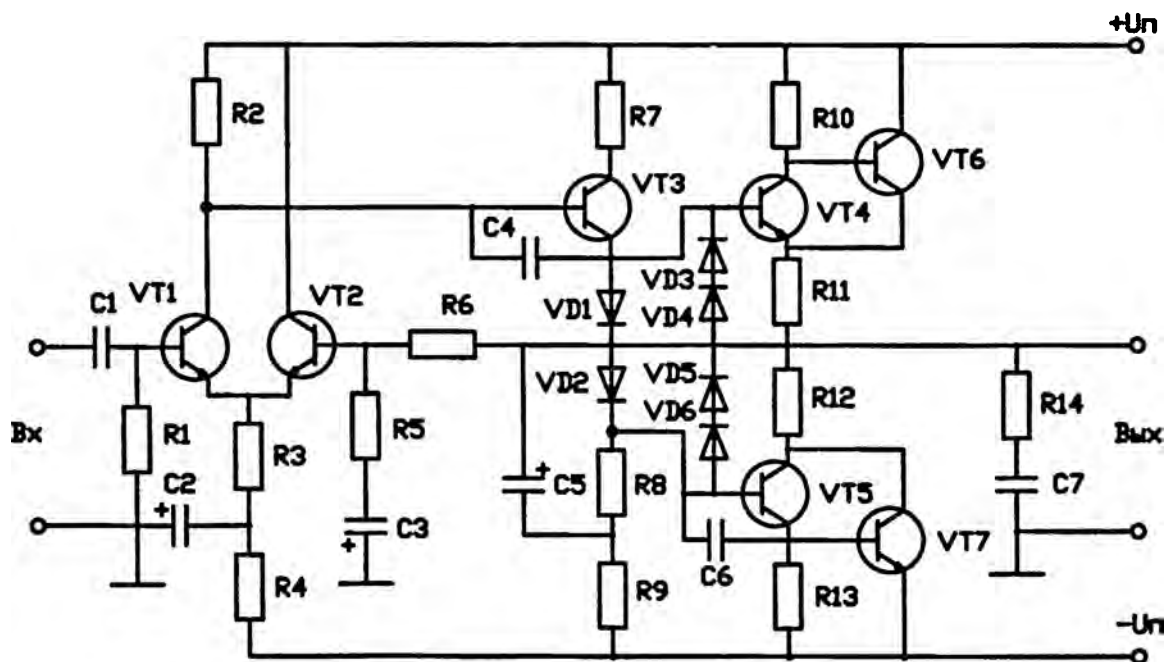 +Uп
R2
R7
R10
VT6
VT3
VT4
C4
VD3
R11
C1
VT1
VT2
R6
VD1
VD4
VD2
VD5
VD6
R12
R14
Вх
R1
R3
R5
C5
R8
VT5
Вых
C2
C3
C7
VT7
C6
R4
R9
R13
-Uп
+
+
+